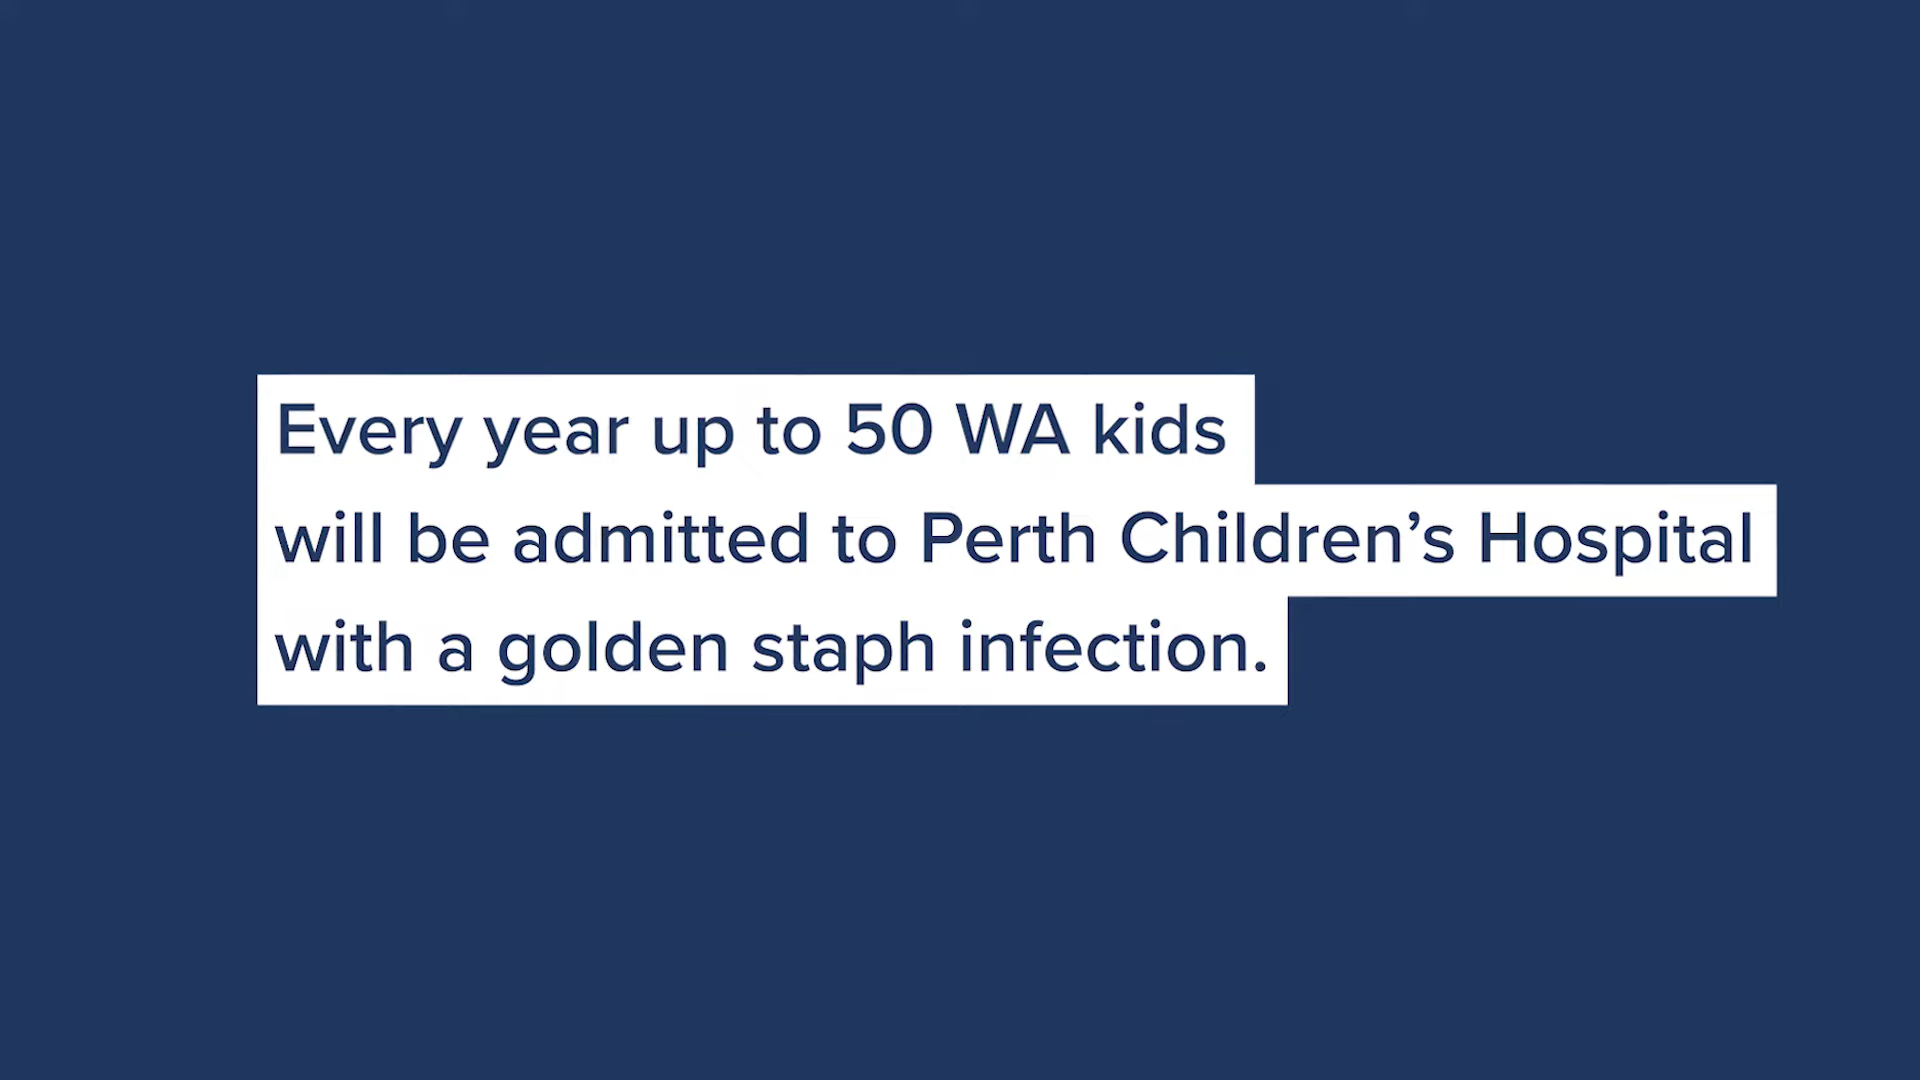 Every year up to 50 WA kids
will be admitted to Perth Children’s Hospital
with a golden staph infection.